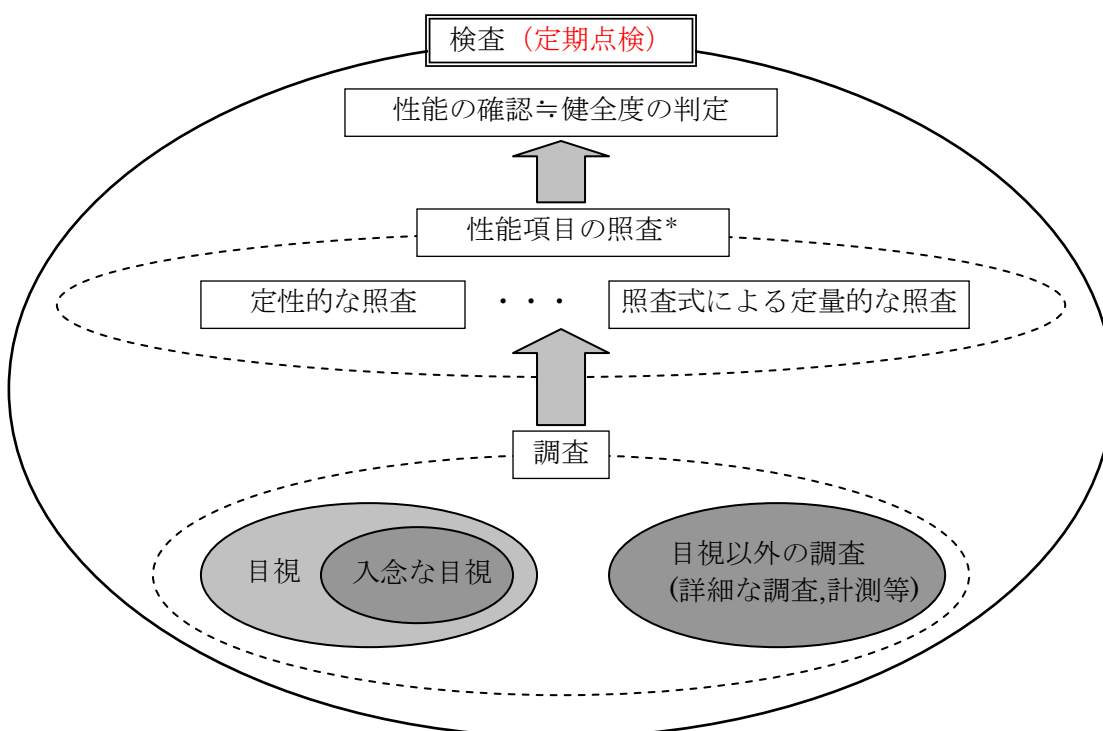 検査（定期点検）
性能の確認≒健全度の判定
性能項目の照査*
定性的な照査 ・・・ 照査式による定量的な照査
調査
目視 入念な目視
目視以外の調査
(詳細な調査,計測等)